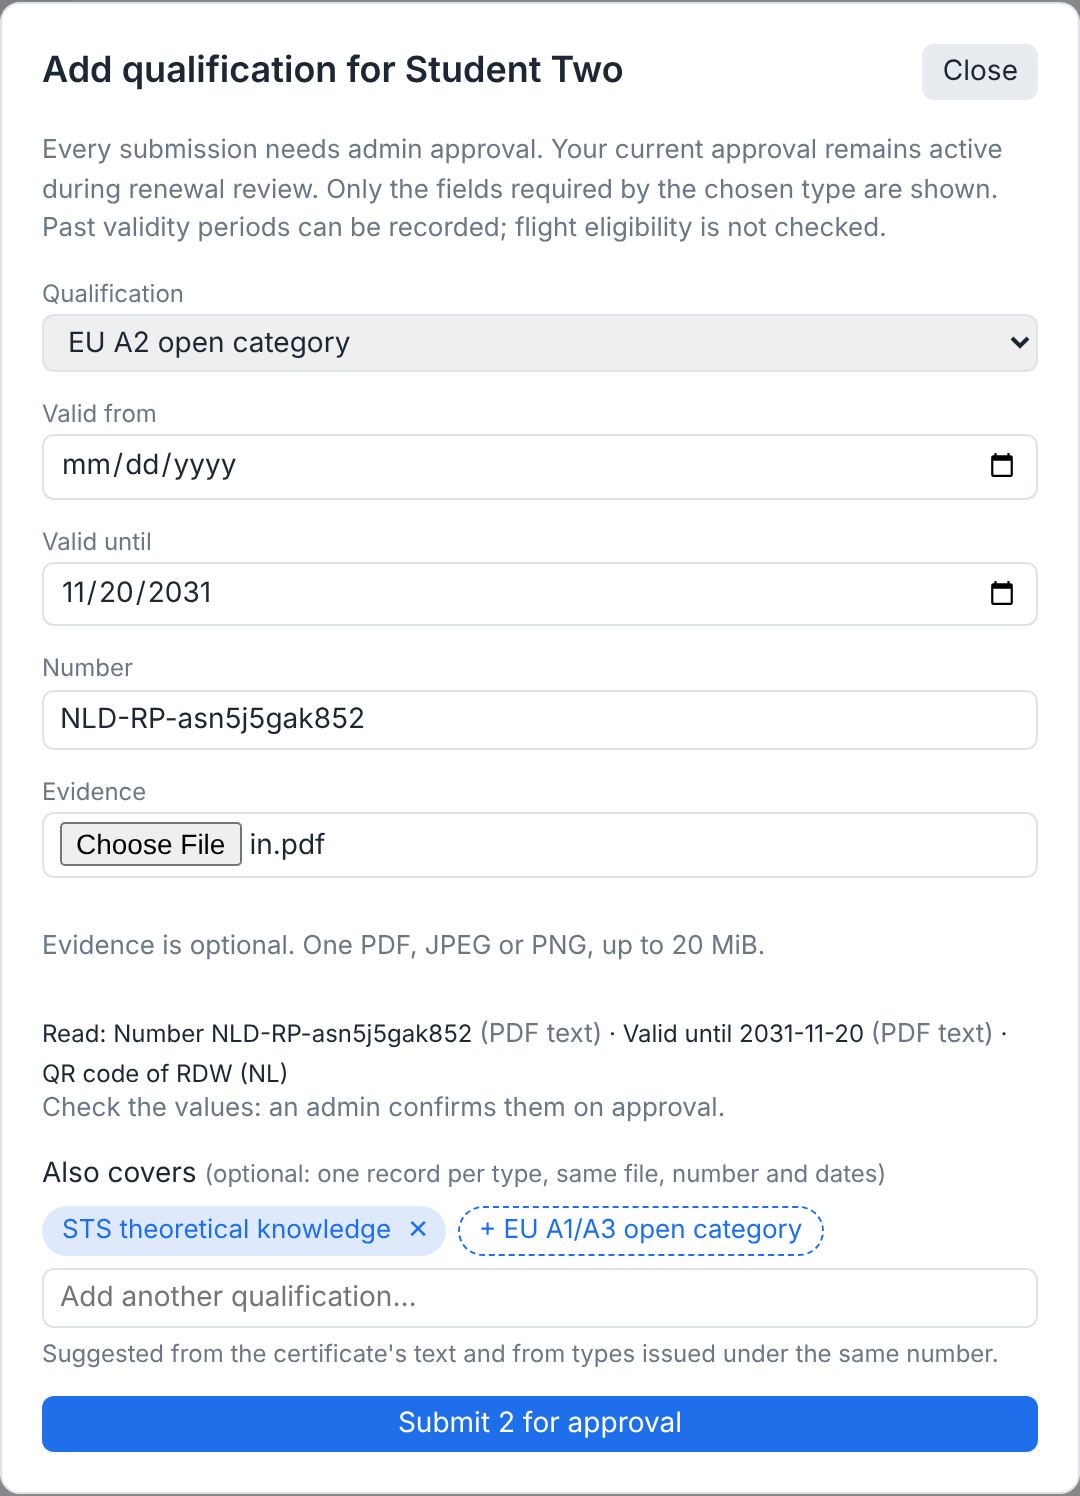 Add qualification for Student Two
Close
Every submission needs admin approval. Your current approval remains active
during renewal review. Only the fields required by the chosen type are shown.
Past validity periods can be recorded; flight eligibility is not checked.
Qualification
EU A2 open category
Valid from
mm/dd/yyyy
Valid until
11/20/2031
Number
NLD-RP-asn5j5gak852
Evidence
Choose File in.pdf
Evidence is optional. One PDF, JPEG or PNG, up to 20 MiB.
Read: Number NLD-RP-asn5j5gak852 (PDF text) · Valid until 2031-11-20 (PDF text) ·
QR code of RDW (NL)
Check the values: an admin confirms them on approval.
Also covers (optional: one record per type, same file, number and dates)
STS theoretical knowledge ✕ + EU A1/A3 open category
Add another qualification...
Suggested from the certificate's text and from types issued under the same number.
Submit 2 for approval